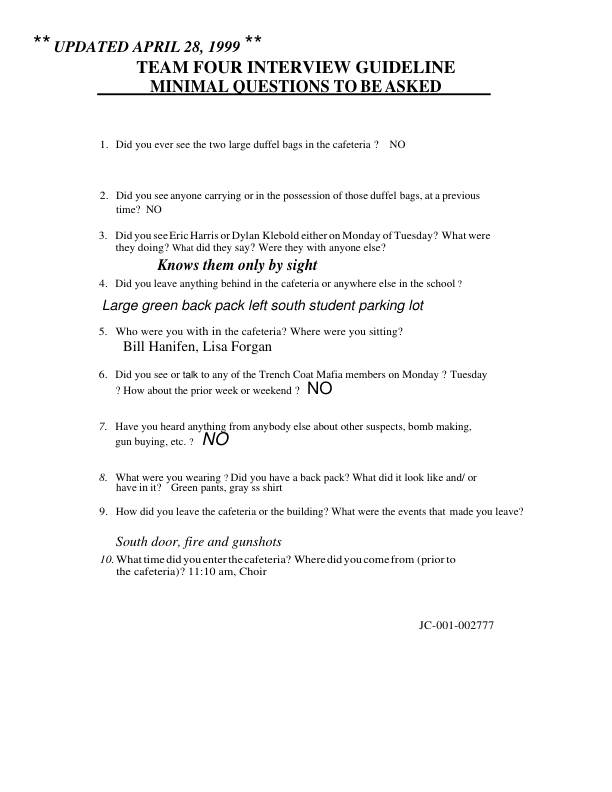 ** UPDATED APRIL 28, 1999 **
TEAM FOUR INTERVIEW GUIDELINE
MINIMAL QUESTIONS TO BE ASKED
1. Did you ever see the two large duffel bags in the cafeteria ? NO
2. Did you see anyone carrying or in the possession of those duffel bags, at a previous
time? NO
3. Did you see Eric Harris or Dylan Klebold either on Monday of Tuesday? What were
they doing? What did they say? Were they with anyone else?
Knows them only by sight
4. Did you leave anything behind in the cafeteria or anywhere else in the school ?
Large green back pack left south student parking lot
5. Who were you with in the cafeteria? Where were you sitting?
Bill Hanifen, Lisa Forgan
6. Did you see or talk to any of the Trench Coat Mafia members on Monday ? Tuesday
? How about the prior week or weekend ? NO
7. Have you heard anything from anybody else about other suspects, bomb making,
gun buying, etc. ? NO
8. What were you wearing ? Did you have a back pack? What did it look like and/ or
have in it? Green pants, gray ss shirt
9. How did you leave the cafeteria or the building? What were the events that made you leave?
South door, fire and gunshots
10. What time did you enter the cafeteria? Where did you come from (prior to
the cafeteria)? 11:10 am, Choir
JC-001-002777